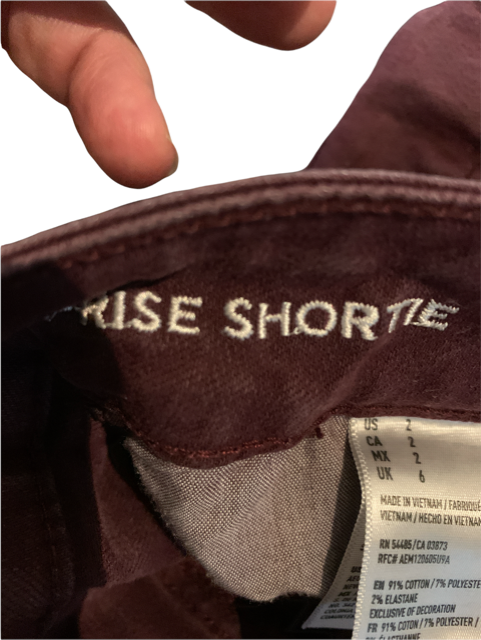 RISE SHORTIE
US 2
CA 2
MX 2
UK 6
MADE IN VIETNAM / FABRIQUÉ
VIETNAM / HECHO EN VIETNAM
RN 54485/CA 03873
RFC# AEM120605U9A
EN 91% COTTON / 7% POLYESTE
2% ELASTANE
EXCLUSIVE OF DECORATION
FR 91% COTON / 7% POLYESTER /